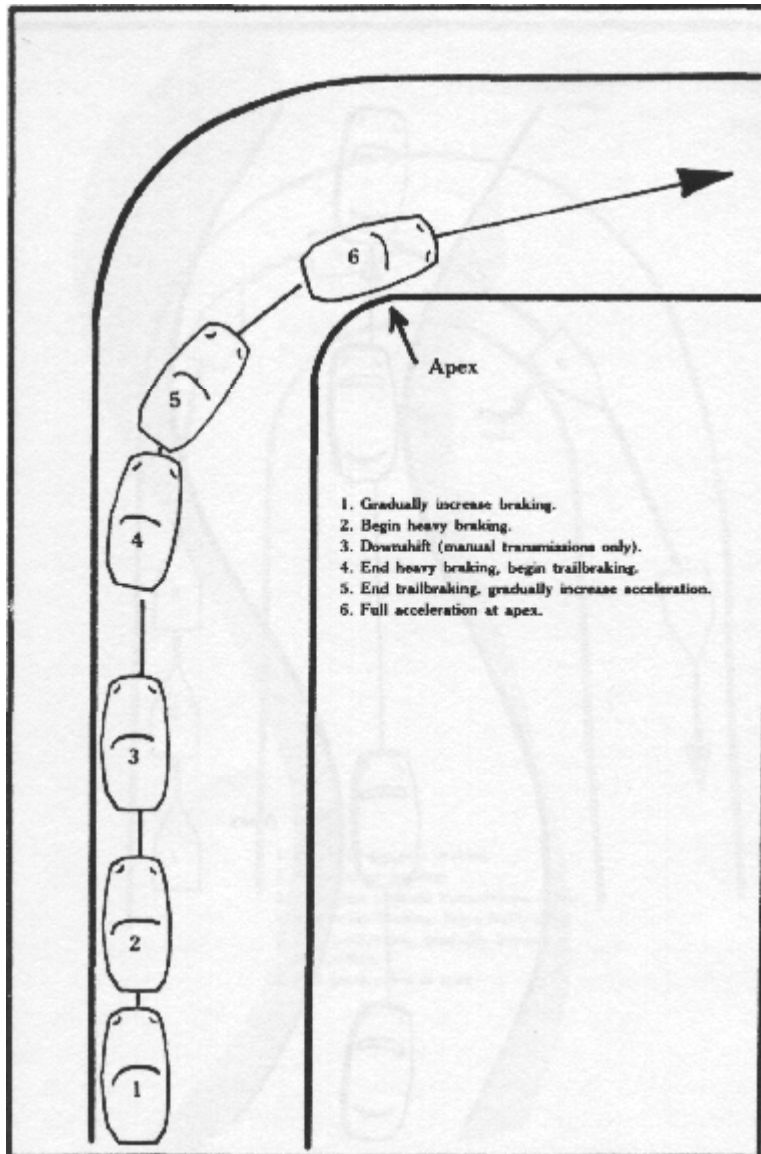 6
Apex
5
1. Gradually increase braking.
2. Begin heavy braking.
3. Downshift (manual transmissions only).
4. End heavy braking, begin trailbraking.
5. End trailbraking, gradually increase acceleration.
6. Full acceleration at apex.
4
3
2
1